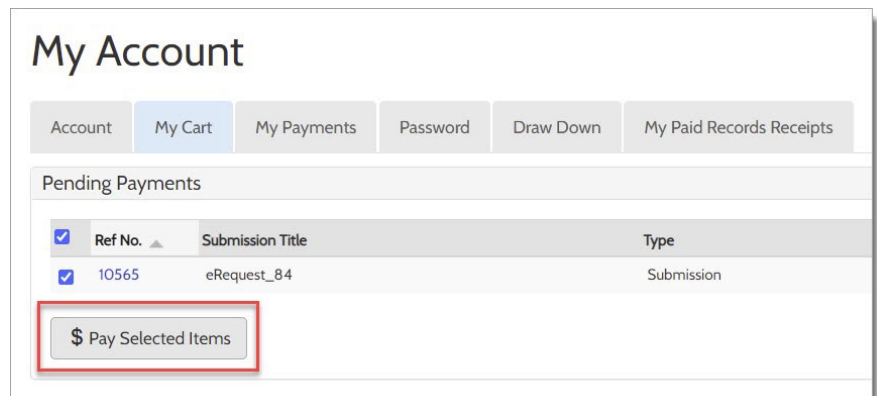 My Account
Account My Cart My Payments Password Draw Down My Paid Records Receipts
Pending Payments
Ref No. Submission Title Type
10565 eRequest_84 Submission
$ Pay Selected Items